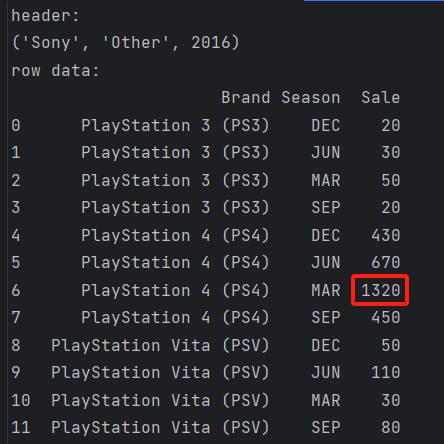 header:
('Sony', 'Other', 2016)
row data:
Brand Season Sale
0 PlayStation 3 (PS3) DEC 20
1 PlayStation 3 (PS3) JUN 30
2 PlayStation 3 (PS3) MAR 50
3 PlayStation 3 (PS3) SEP 20
4 PlayStation 4 (PS4) DEC 430
5 PlayStation 4 (PS4) JUN 670
6 PlayStation 4 (PS4) MAR 1320
7 PlayStation 4 (PS4) SEP 450
8 PlayStation Vita (PSV) DEC 50
9 PlayStation Vita (PSV) JUN 110
10 PlayStation Vita (PSV) MAR 30
11 PlayStation Vita (PSV) SEP 80